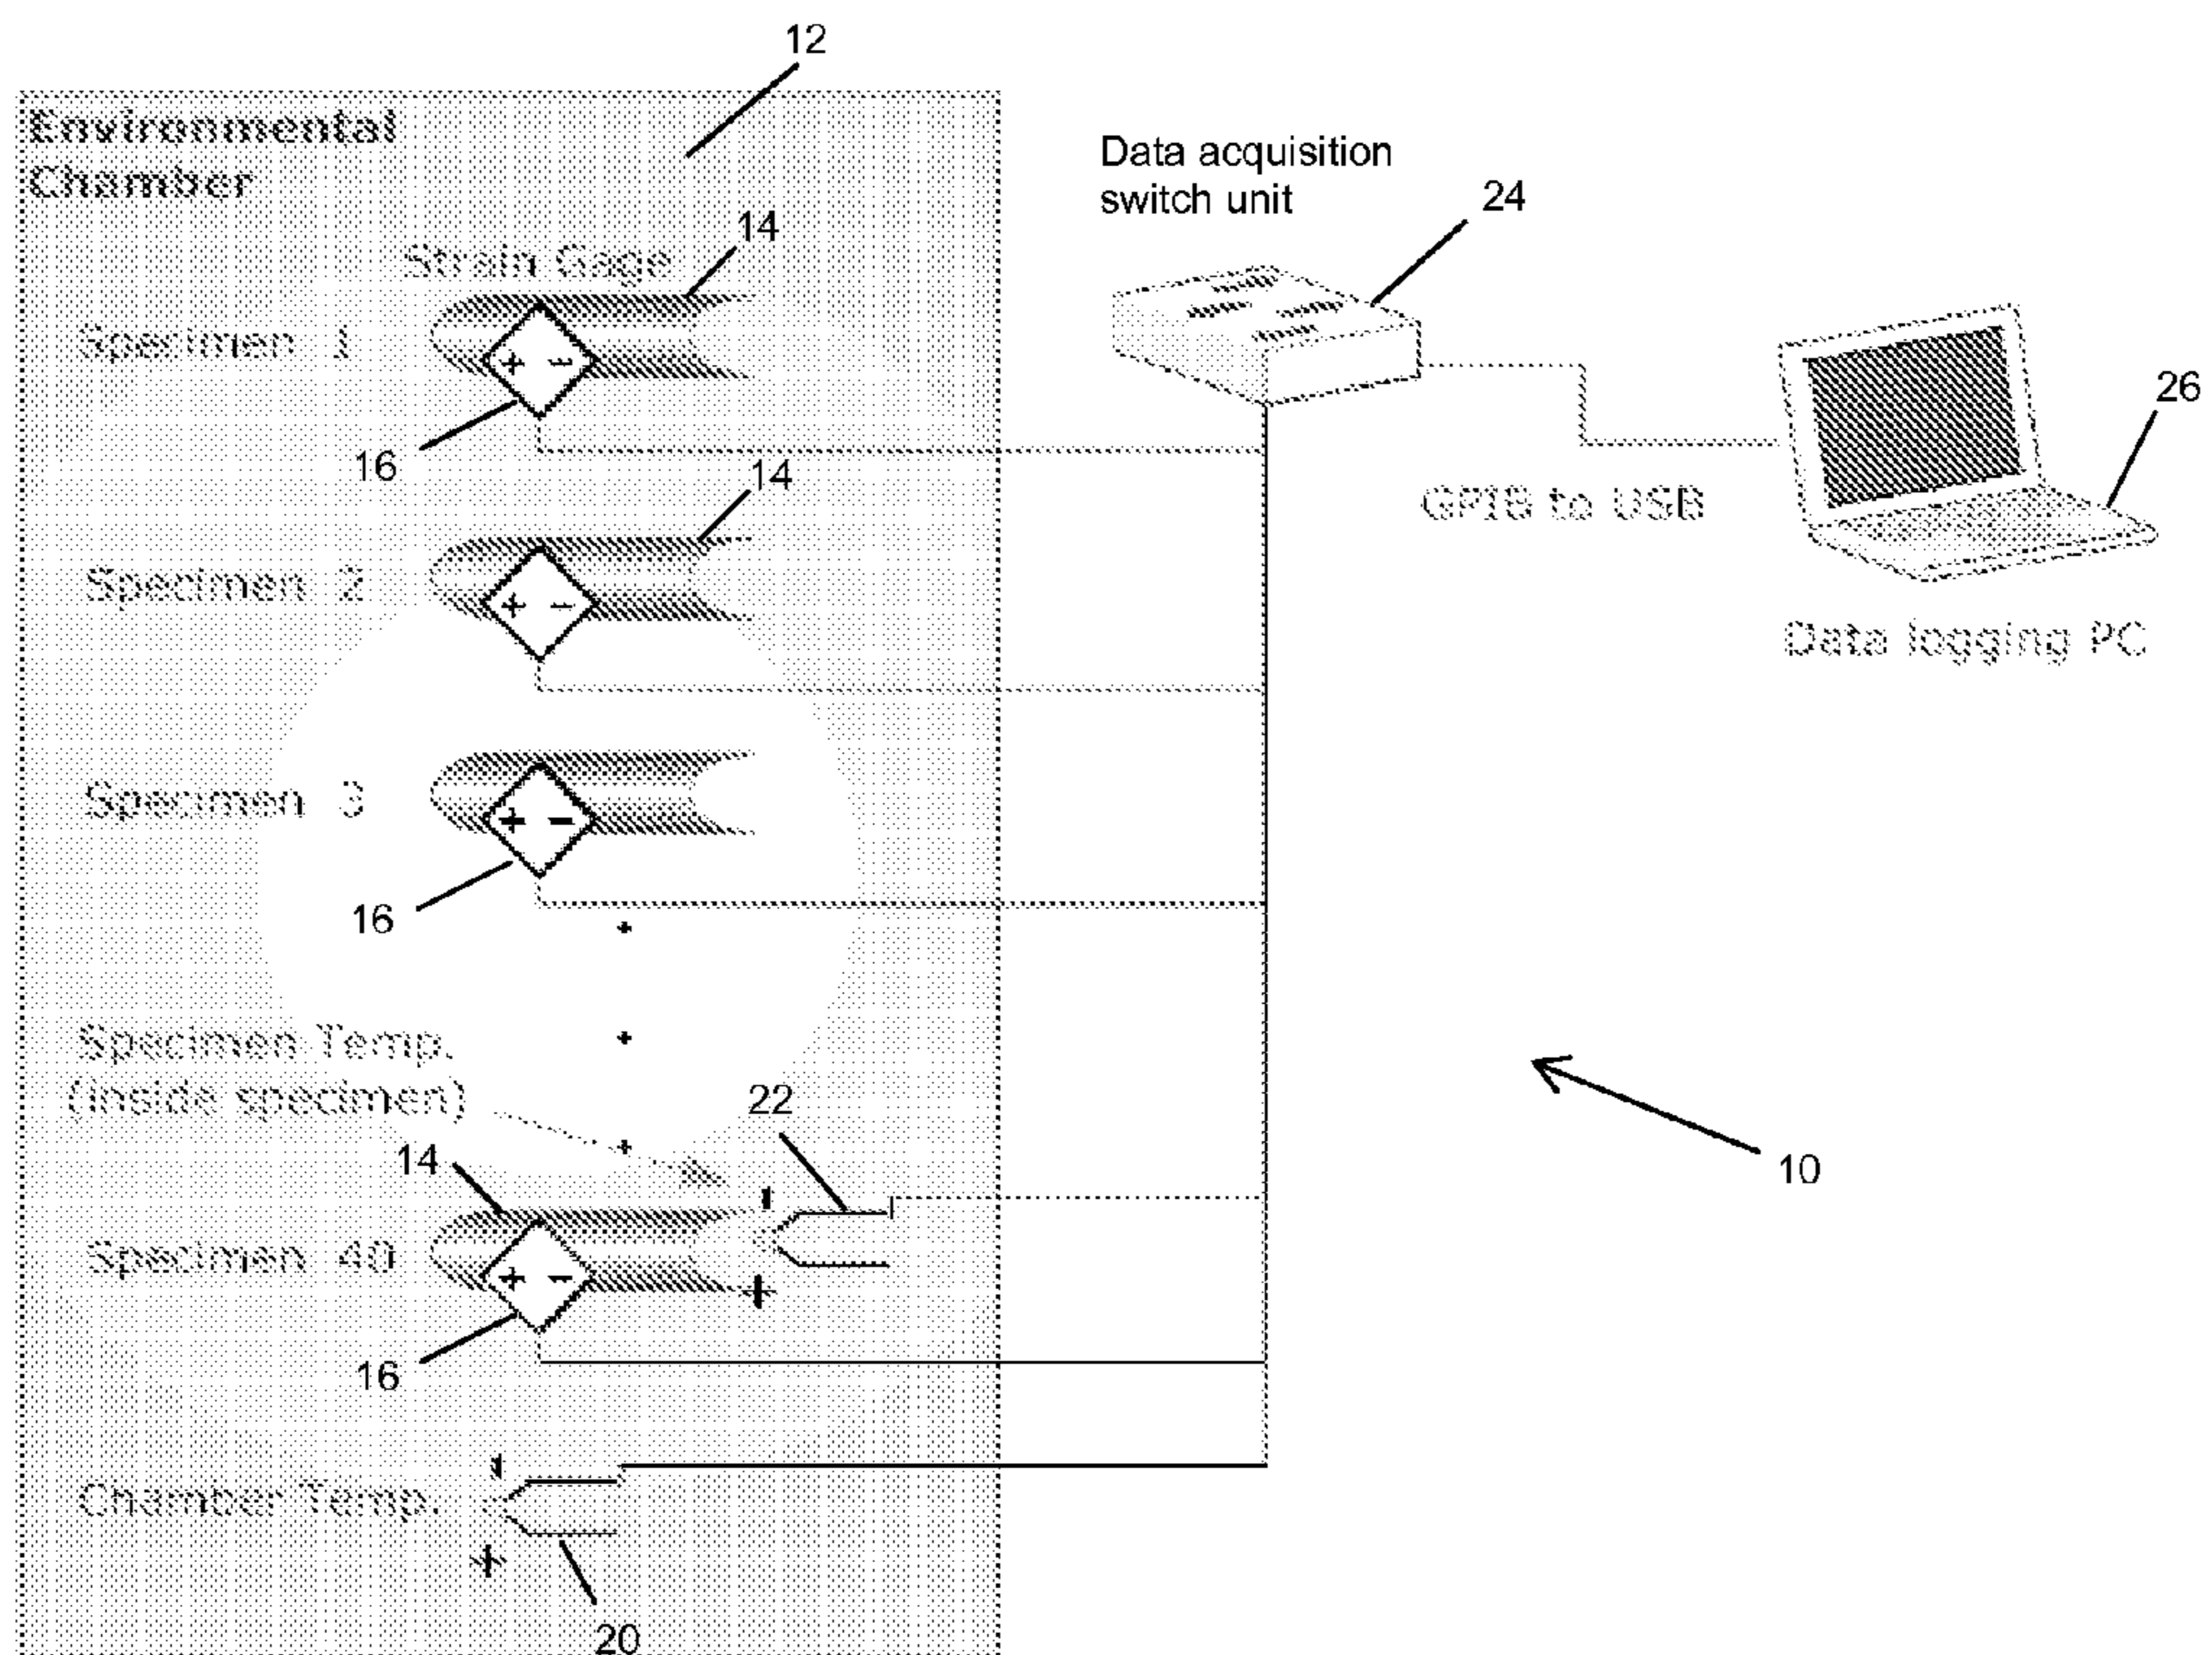 12
Environmental
Chamber
Data acquisition
switch unit
24
14
Strain Gage
Specimen 1
16
26
14
GPIB to USB
Specimen 2
Data logging PC
Specimen 3
16
Specimen Temp.
(inside specimen)
22
14
10
Specimen 40
16
Chamber Temp.
20